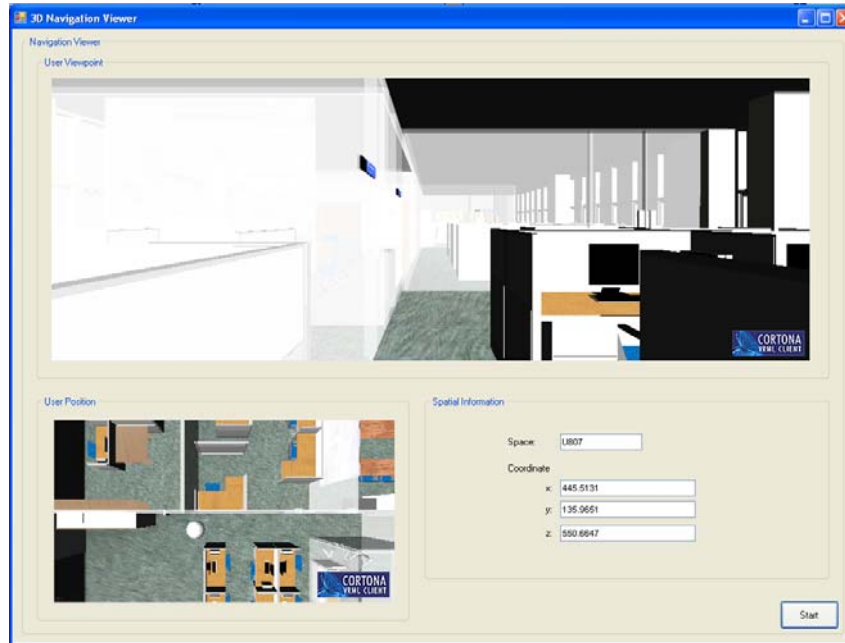 3D Navigation Viewer
Navigation Viewer
User Viewpoint
CORTONA
VRML CLIENT
User Position
CORTONA
VRML CLIENT
Spatial Information
Space: U807
Coordinate
x: 445.5131
y: 135.9651
z: 550.6647
Start